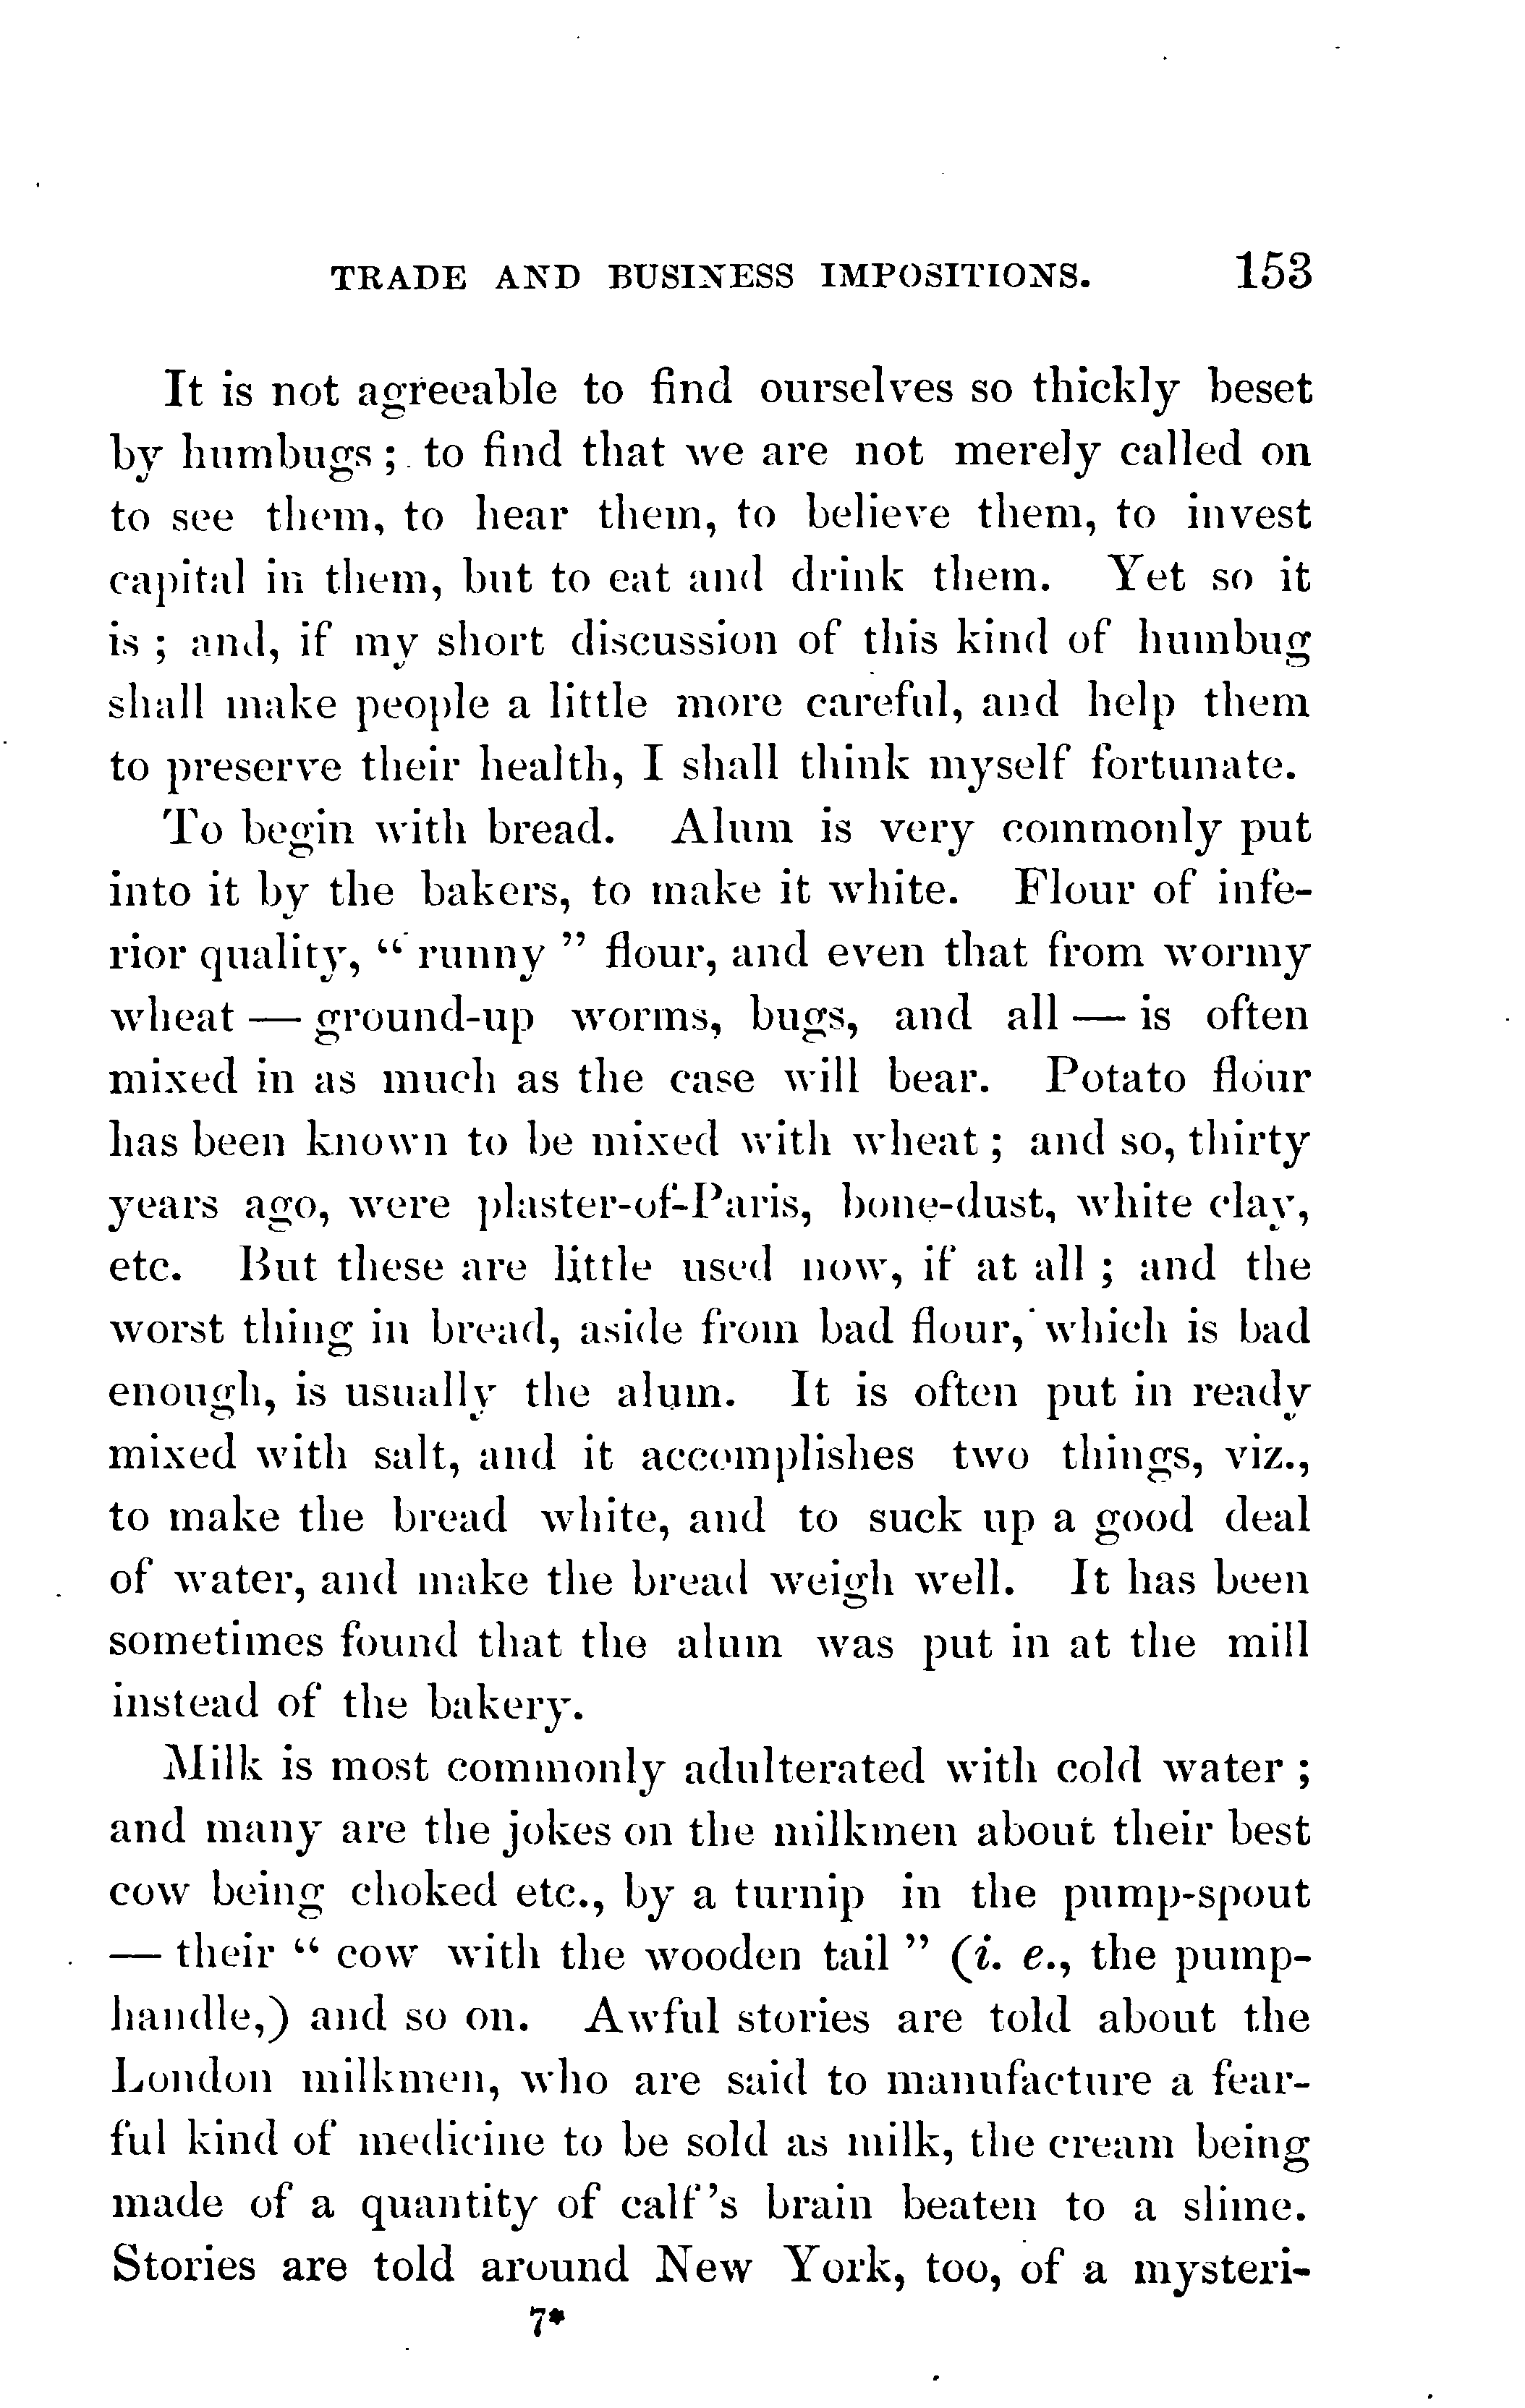 TRADE AND BUSINESS IMPOSITIONS. 153
It is not agreeable to find ourselves so thickly beset
by humbugs ; to find that we are not merely called on
to see them, to hear them, to believe them, to invest
capital in them, but to eat and drink them. Yet so it
is ; and, if my short discussion of this kind of humbug
shall make people a little more careful, and help them
to preserve their health, I shall think myself fortunate.
To begin with bread. Alum is very commonly put
into it by the bakers, to make it white. Flour of infe-
rior quality, “ runny ” flour, and even that from wormy
wheat — ground-up worms, bugs, and all — is often
mixed in as much as the case will bear. Potato flour
has been known to be mixed with wheat ; and so, thirty
years ago, were plaster-of-Paris, bone-dust, white clay,
etc. But these are little used now, if at all ; and the
worst thing in bread, aside from bad flour, which is bad
enough, is usually the alum. It is often put in ready
mixed with salt, and it accomplishes two things, viz.,
to make the bread white, and to suck up a good deal
of water, and make the bread weigh well. It has been
sometimes found that the alum was put in at the mill
instead of the bakery.
Milk is most commonly adulterated with cold water ;
and many are the jokes on the milkmen about their best
cow being choked etc., by a turnip in the pump-spout
— their “ cow with the wooden tail ” (i. e., the pump-
handle,) and so on. Awful stories are told about the
London milkmen, who are said to manufacture a fear-
ful kind of medicine to be sold as milk, the cream being
made of a quantity of calf’s brain beaten to a slime.
Stories are told around New York, too, of a mysteri-
7*